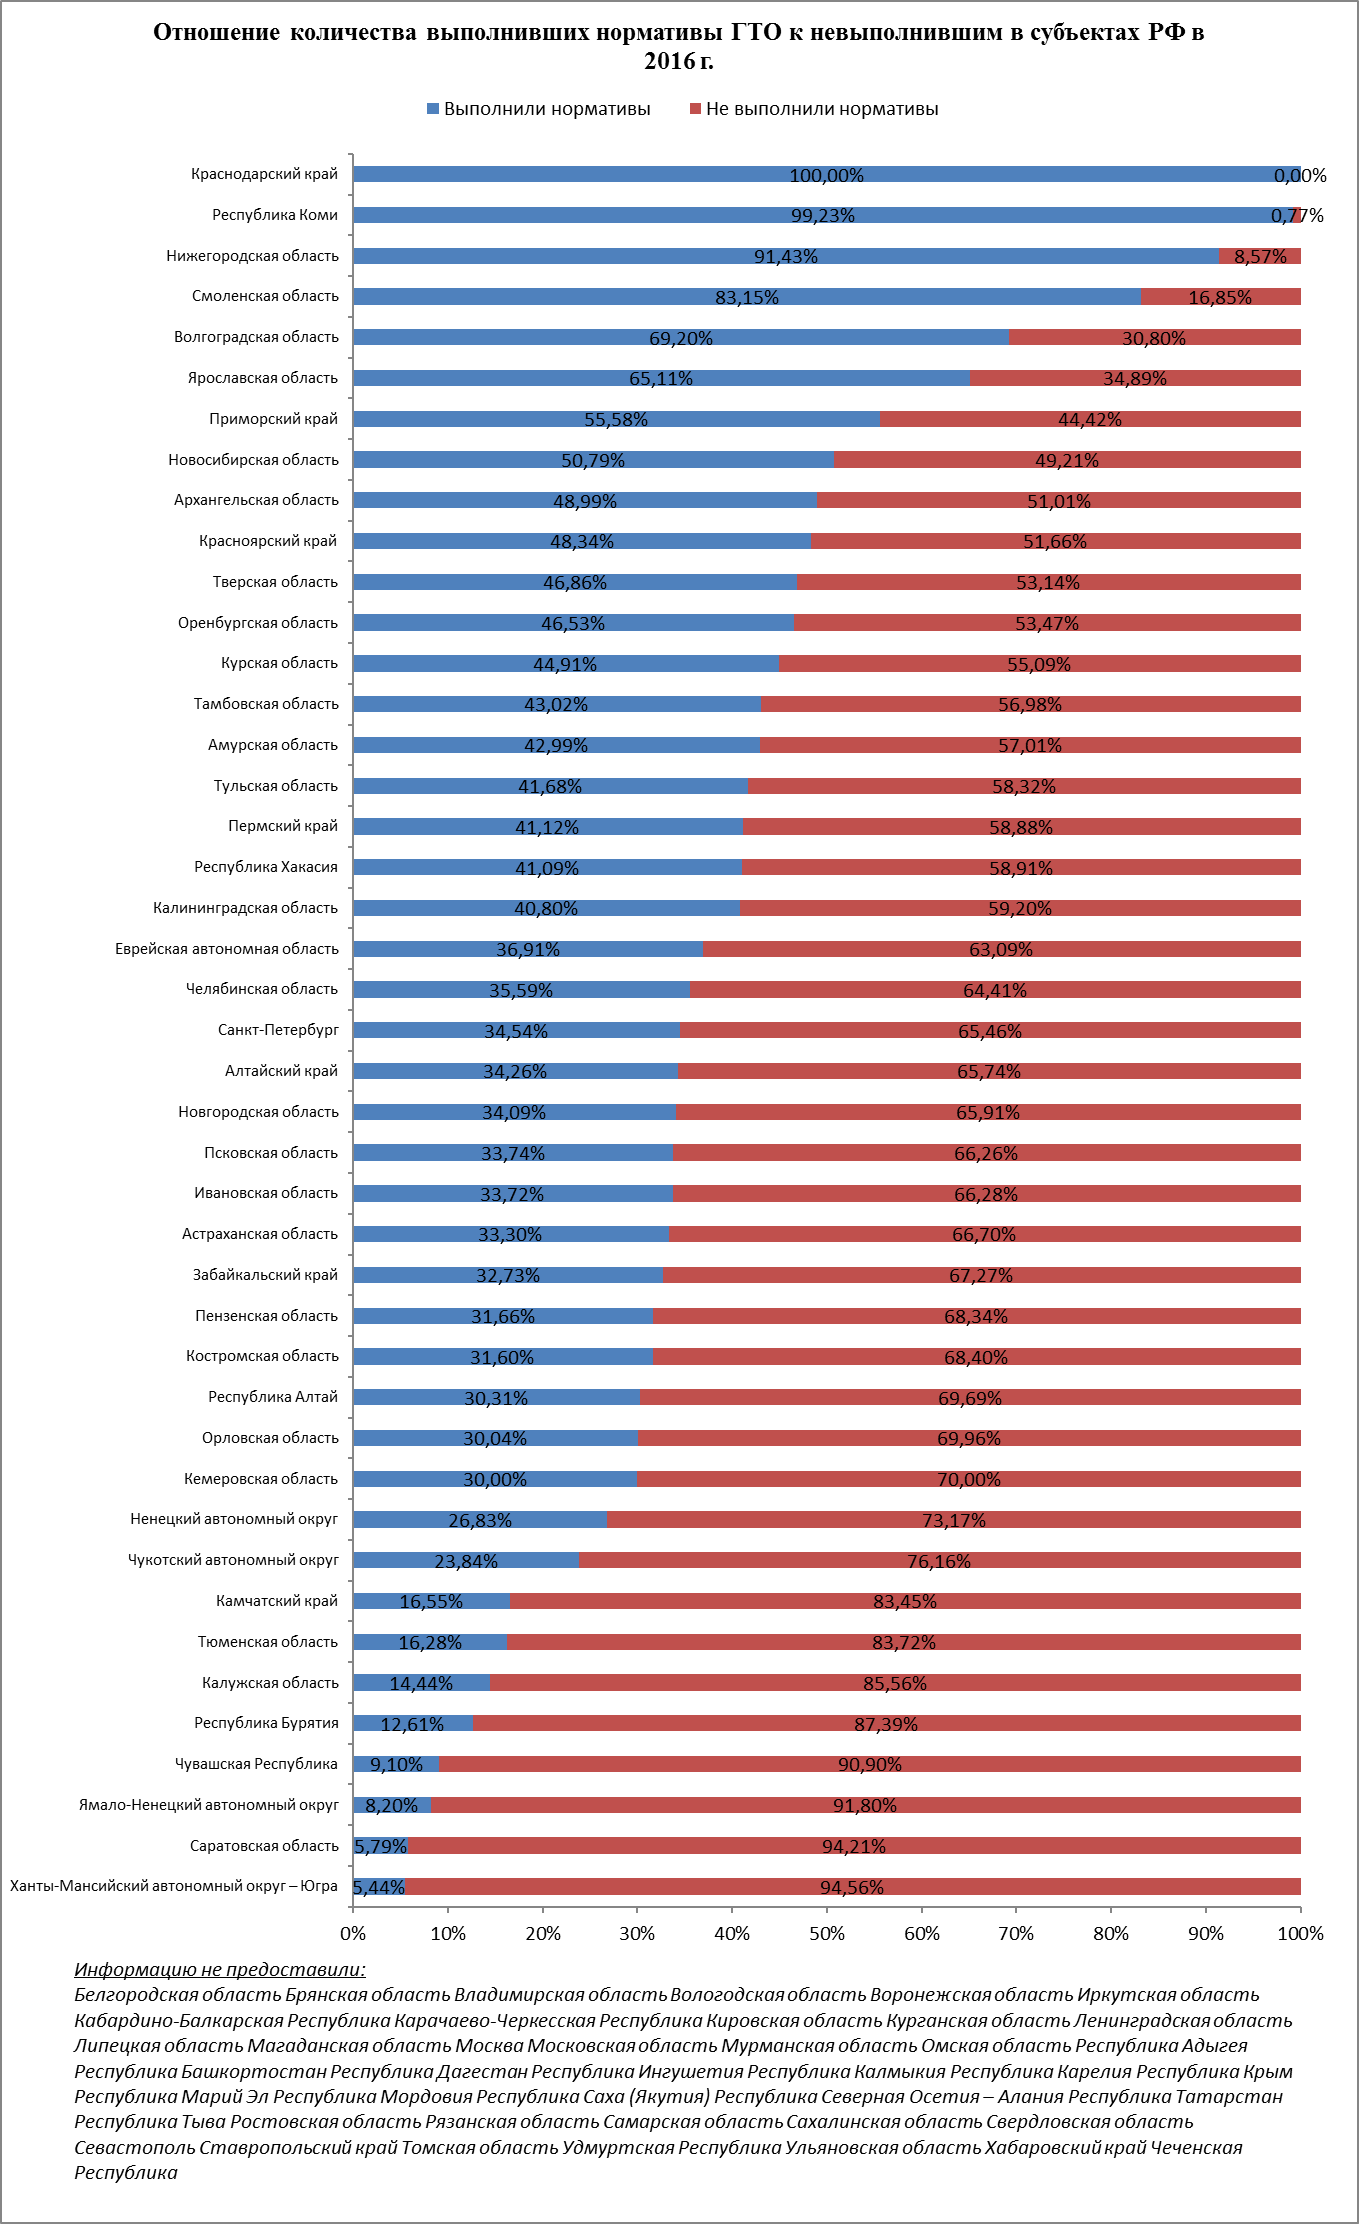 Отношение количества выполнивших нормативы ГТО к невыполнившим в субъектах РФ в
2016 г.
Выполнили нормативы Не выполнили нормативы
Краснодарский край 100,00% 0,00%
Республика Коми 99,23% 0,77%
Нижегородская область 91,43% 8,57%
Смоленская область 83,15% 16,85%
Волгоградская область 69,20% 30,80%
Ярославская область 65,11% 34,89%
Приморский край 55,58% 44,42%
Новосибирская область 50,79% 49,21%
Архангельская область 48,99% 51,01%
Красноярский край 48,34% 51,66%
Тверская область 46,86% 53,14%
Оренбургская область 46,53% 53,47%
Курская область 44,91% 55,09%
Тамбовская область 43,02% 56,98%
Амурская область 42,99% 57,01%
Тульская область 41,68% 58,32%
Пермский край 41,12% 58,88%
Республика Хакасия 41,09% 58,91%
Калининградская область 40,80% 59,20%
Еврейская автономная область 36,91% 63,09%
Челябинская область 35,59% 64,41%
Санкт-Петербург 34,54% 65,46%
Алтайский край 34,26% 65,74%
Новгородская область 34,09% 65,91%
Псковская область 33,74% 66,26%
Ивановская область 33,72% 66,28%
Астраханская область 33,30% 66,70%
Забайкальский край 32,73% 67,27%
Пензенская область 31,66% 68,34%
Костромская область 31,60% 68,40%
Республика Алтай 30,31% 69,69%
Орловская область 30,04% 69,96%
Кемеровская область 30,00% 70,00%
Ненецкий автономный округ 26,83% 73,17%
Чукотский автономный округ 23,84% 76,16%
Камчатский край 16,55% 83,45%
Тюменская область 16,28% 83,72%
Калужская область 14,44% 85,56%
Республика Бурятия 12,61% 87,39%
Чувашская Республика 9,10% 90,90%
Ямало-Ненецкий автономный округ 8,20% 91,80%
Саратовская область 5,79% 94,21%
Ханты-Мансийский автономный округ – Югра 5,44% 94,56%
0% 10% 20% 30% 40% 50% 60% 70% 80% 90% 100%
Информацию не предоставили:
Белгородская область Брянская область Владимирская область Вологодская область Воронежская область Иркутская область
Кабардино-Балкарская Республика Карачаево-Черкесская Республика Кировская область Курганская область Ленинградская область
Липецкая область Магаданская область Москва Московская область Мурманская область Омская область Республика Адыгея
Республика Башкортостан Республика Дагестан Республика Ингушетия Республика Калмыкия Республика Карелия Республика Крым
Республика Марий Эл Республика Мордовия Республика Саха (Якутия) Республика Северная Осетия – Алания Республика Татарстан
Республика Тыва Ростовская область Рязанская область Самарская область Сахалинская область Свердловская область
Севастополь Ставропольский край Томская область Удмуртская Республика Ульяновская область Хабаровский край Чеченская
Республика